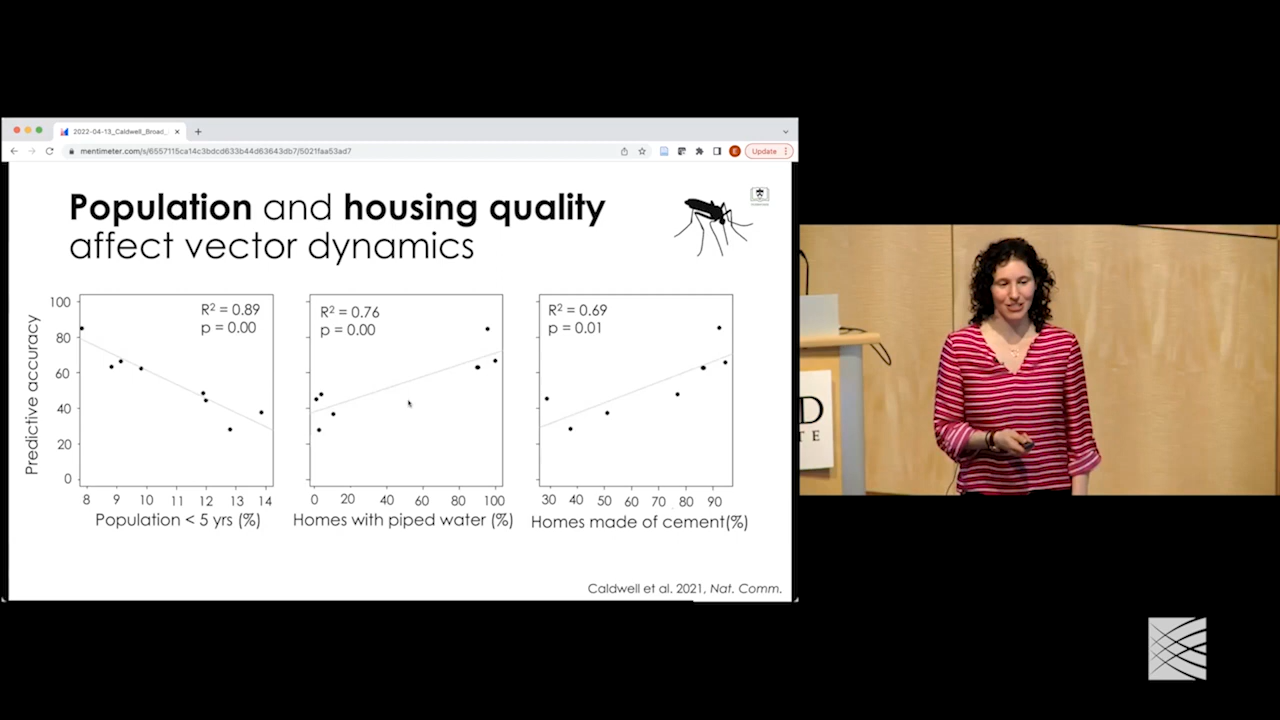 2022-04-13_Caldwell_Broad_
mentimeter.com/s/6557115ca14c3bdcd633b44d63643db7/5021faa53ad7
E
Update
Population and housing quality
affect vector dynamics
Predictive accuracy
100
80
60
40
20
0
R² = 0.89
p = 0.00
8 9 10 11 12 13 14
Population < 5 yrs (%)
R² = 0.76
p = 0.00
0 20 40 60 80 100
Homes with piped water (%)
R² = 0.69
p = 0.01
30 40 50 60 70 80 90
Homes made of cement(%)
Caldwell et al. 2021, Nat. Comm.
D
TE